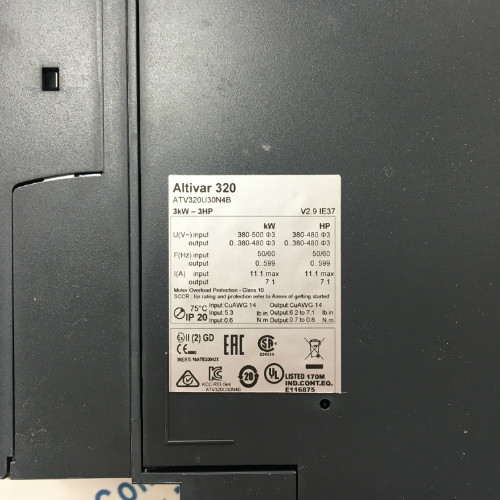 Altivar 320
ATV320U30N4B
3kW – 3HP V2.9 IE37
kW HP
U(V~) input 380-500 Φ3 380-480 Φ3
output 0..380-480 Φ3 0..380-480 Φ3
F(Hz) input 50/60 50/60
output 0...599 0...599
I(A) input 11.1 max 11.1 max
output 7.1 7.1
Motor Overload Protection - Class 10
SCCR : for rating and protection refer to Annex of getting started
75°C Input:CuAWG 14 Output:CuAWG 14
IP 20 Input:5.3 lb.in Output:6.2 to 7.1 lb.in
Input:0.6 N.m Output:0.7 to 0.8 N.m
II (2) GD
CE EAC
ATV320U30N4B
20
UL LISTED 170M
IND.CONT.EQ.
E116875